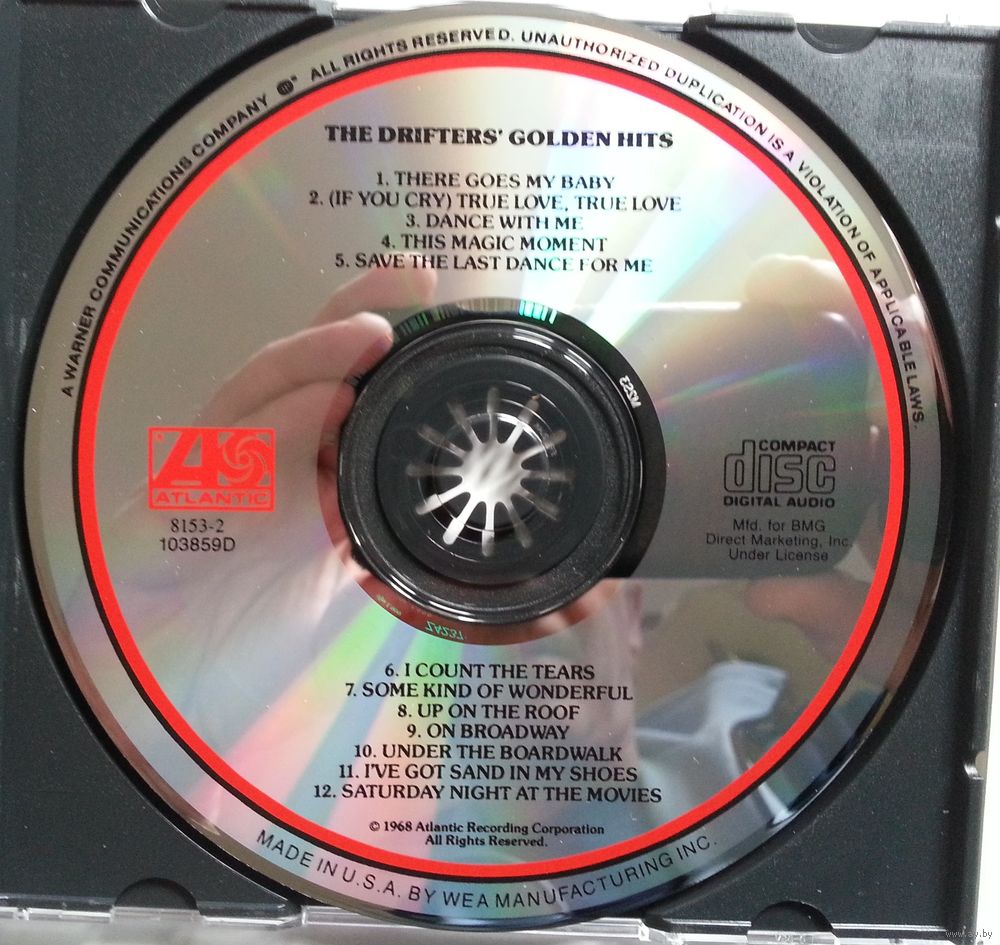 A WARNER COMMUNICATIONS COMPANY ALL RIGHTS RESERVED. UNAUTHORIZED DUPLICATION IS A VIOLATION OF APPLICABLE LAWS.
THE DRIFTERS' GOLDEN HITS
1. THERE GOES MY BABY
2. (IF YOU CRY) TRUE LOVE, TRUE LOVE
3. DANCE WITH ME
4. THIS MAGIC MOMENT
5. SAVE THE LAST DANCE FOR ME
ATLANTIC
8153-2
103859D
COMPACT
disc
DIGITAL AUDIO
Mfd. for BMG
Direct Marketing, Inc.
Under License
6. I COUNT THE TEARS
7. SOME KIND OF WONDERFUL
8. UP ON THE ROOF
9. ON BROADWAY
10. UNDER THE BOARDWALK
11. I'VE GOT SAND IN MY SHOES
12. SATURDAY NIGHT AT THE MOVIES
© 1968 Atlantic Recording Corporation
All Rights Reserved.
MADE IN U.S.A. BY WEA MANUFACTURING INC.
www.ay.by